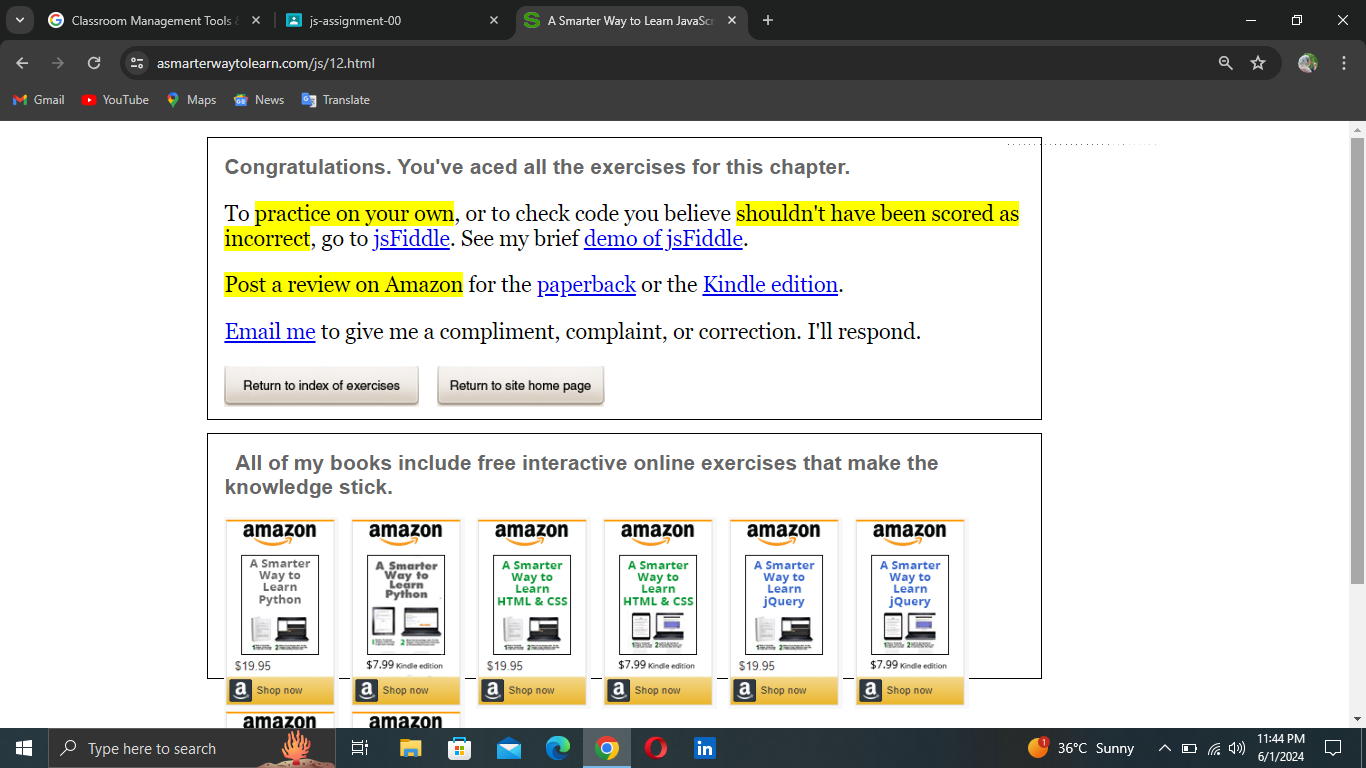 Classroom Management Tools &
js-assignment-00
A Smarter Way to Learn JavaScr
asmarterwaytolearn.com/js/12.html
Gmail
YouTube
Maps
News
Translate
Congratulations. You've aced all the exercises for this chapter.
To practice on your own, or to check code you believe shouldn't have been scored as
incorrect, go to jsFiddle. See my brief demo of jsFiddle.
Post a review on Amazon for the paperback or the Kindle edition.
Email me to give me a compliment, complaint, or correction. I'll respond.
Return to index of exercises
Return to site home page
All of my books include free interactive online exercises that make the
knowledge stick.
amazon
A Smarter
Way to
Learn
Python
$19.95
a Shop now
amazon
A Smarter
Way to
Learn
Python
$7.99 Kindle edition
a Shop now
amazon
A Smarter
Way to
Learn
HTML & CSS
$19.95
a Shop now
amazon
A Smarter
Way to
Learn
HTML & CSS
$7.99 Kindle edition
a Shop now
amazon
A Smarter
Way to
Learn
jQuery
$19.95
a Shop now
amazon
A Smarter
Way to
Learn
jQuery
$7.99 Kindle edition
a Shop now
amazon
amazon
Type here to search
in
1
36°C Sunny
11:44 PM
6/1/2024